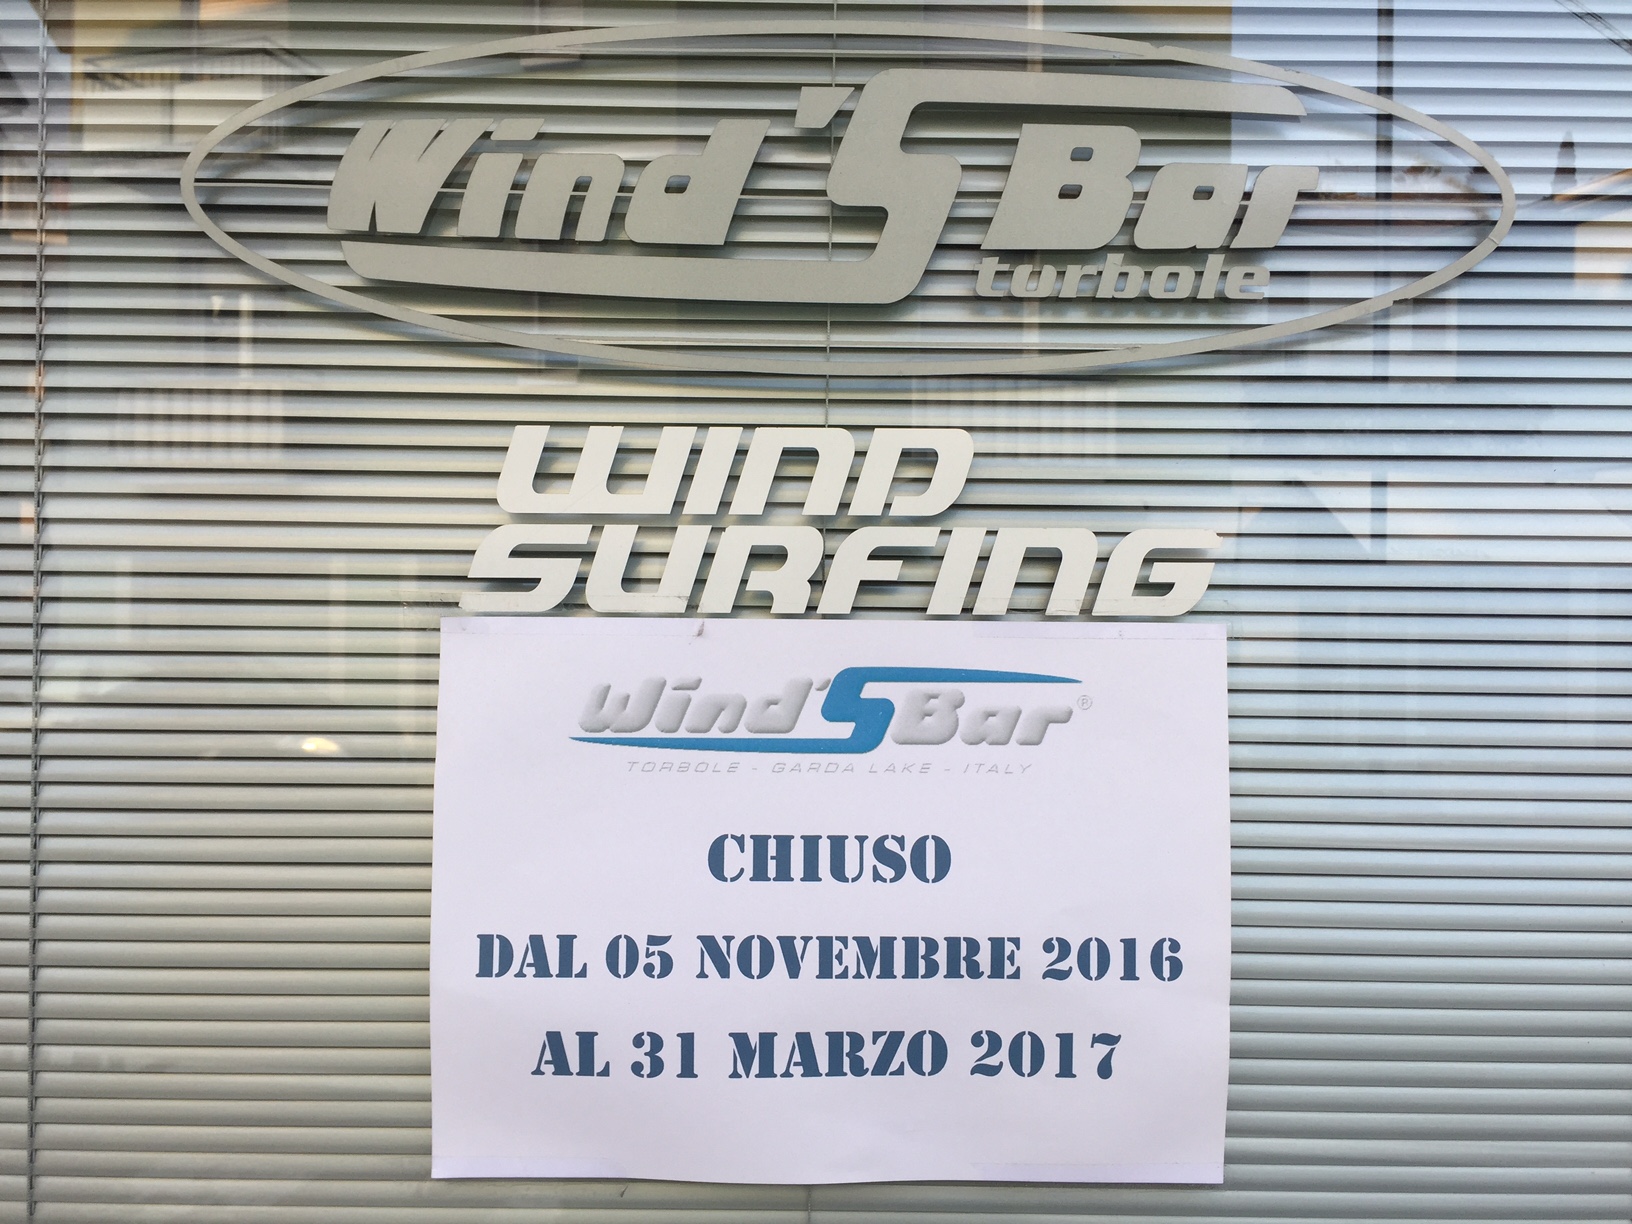 Wind'S Bar
torbole
WIND
SURFING
Wind'S Bar®
TORBOLE - GARDA LAKE - ITALY
CHIUSO
DAL 05 NOVEMBRE 2016
AL 31 MARZO 2017